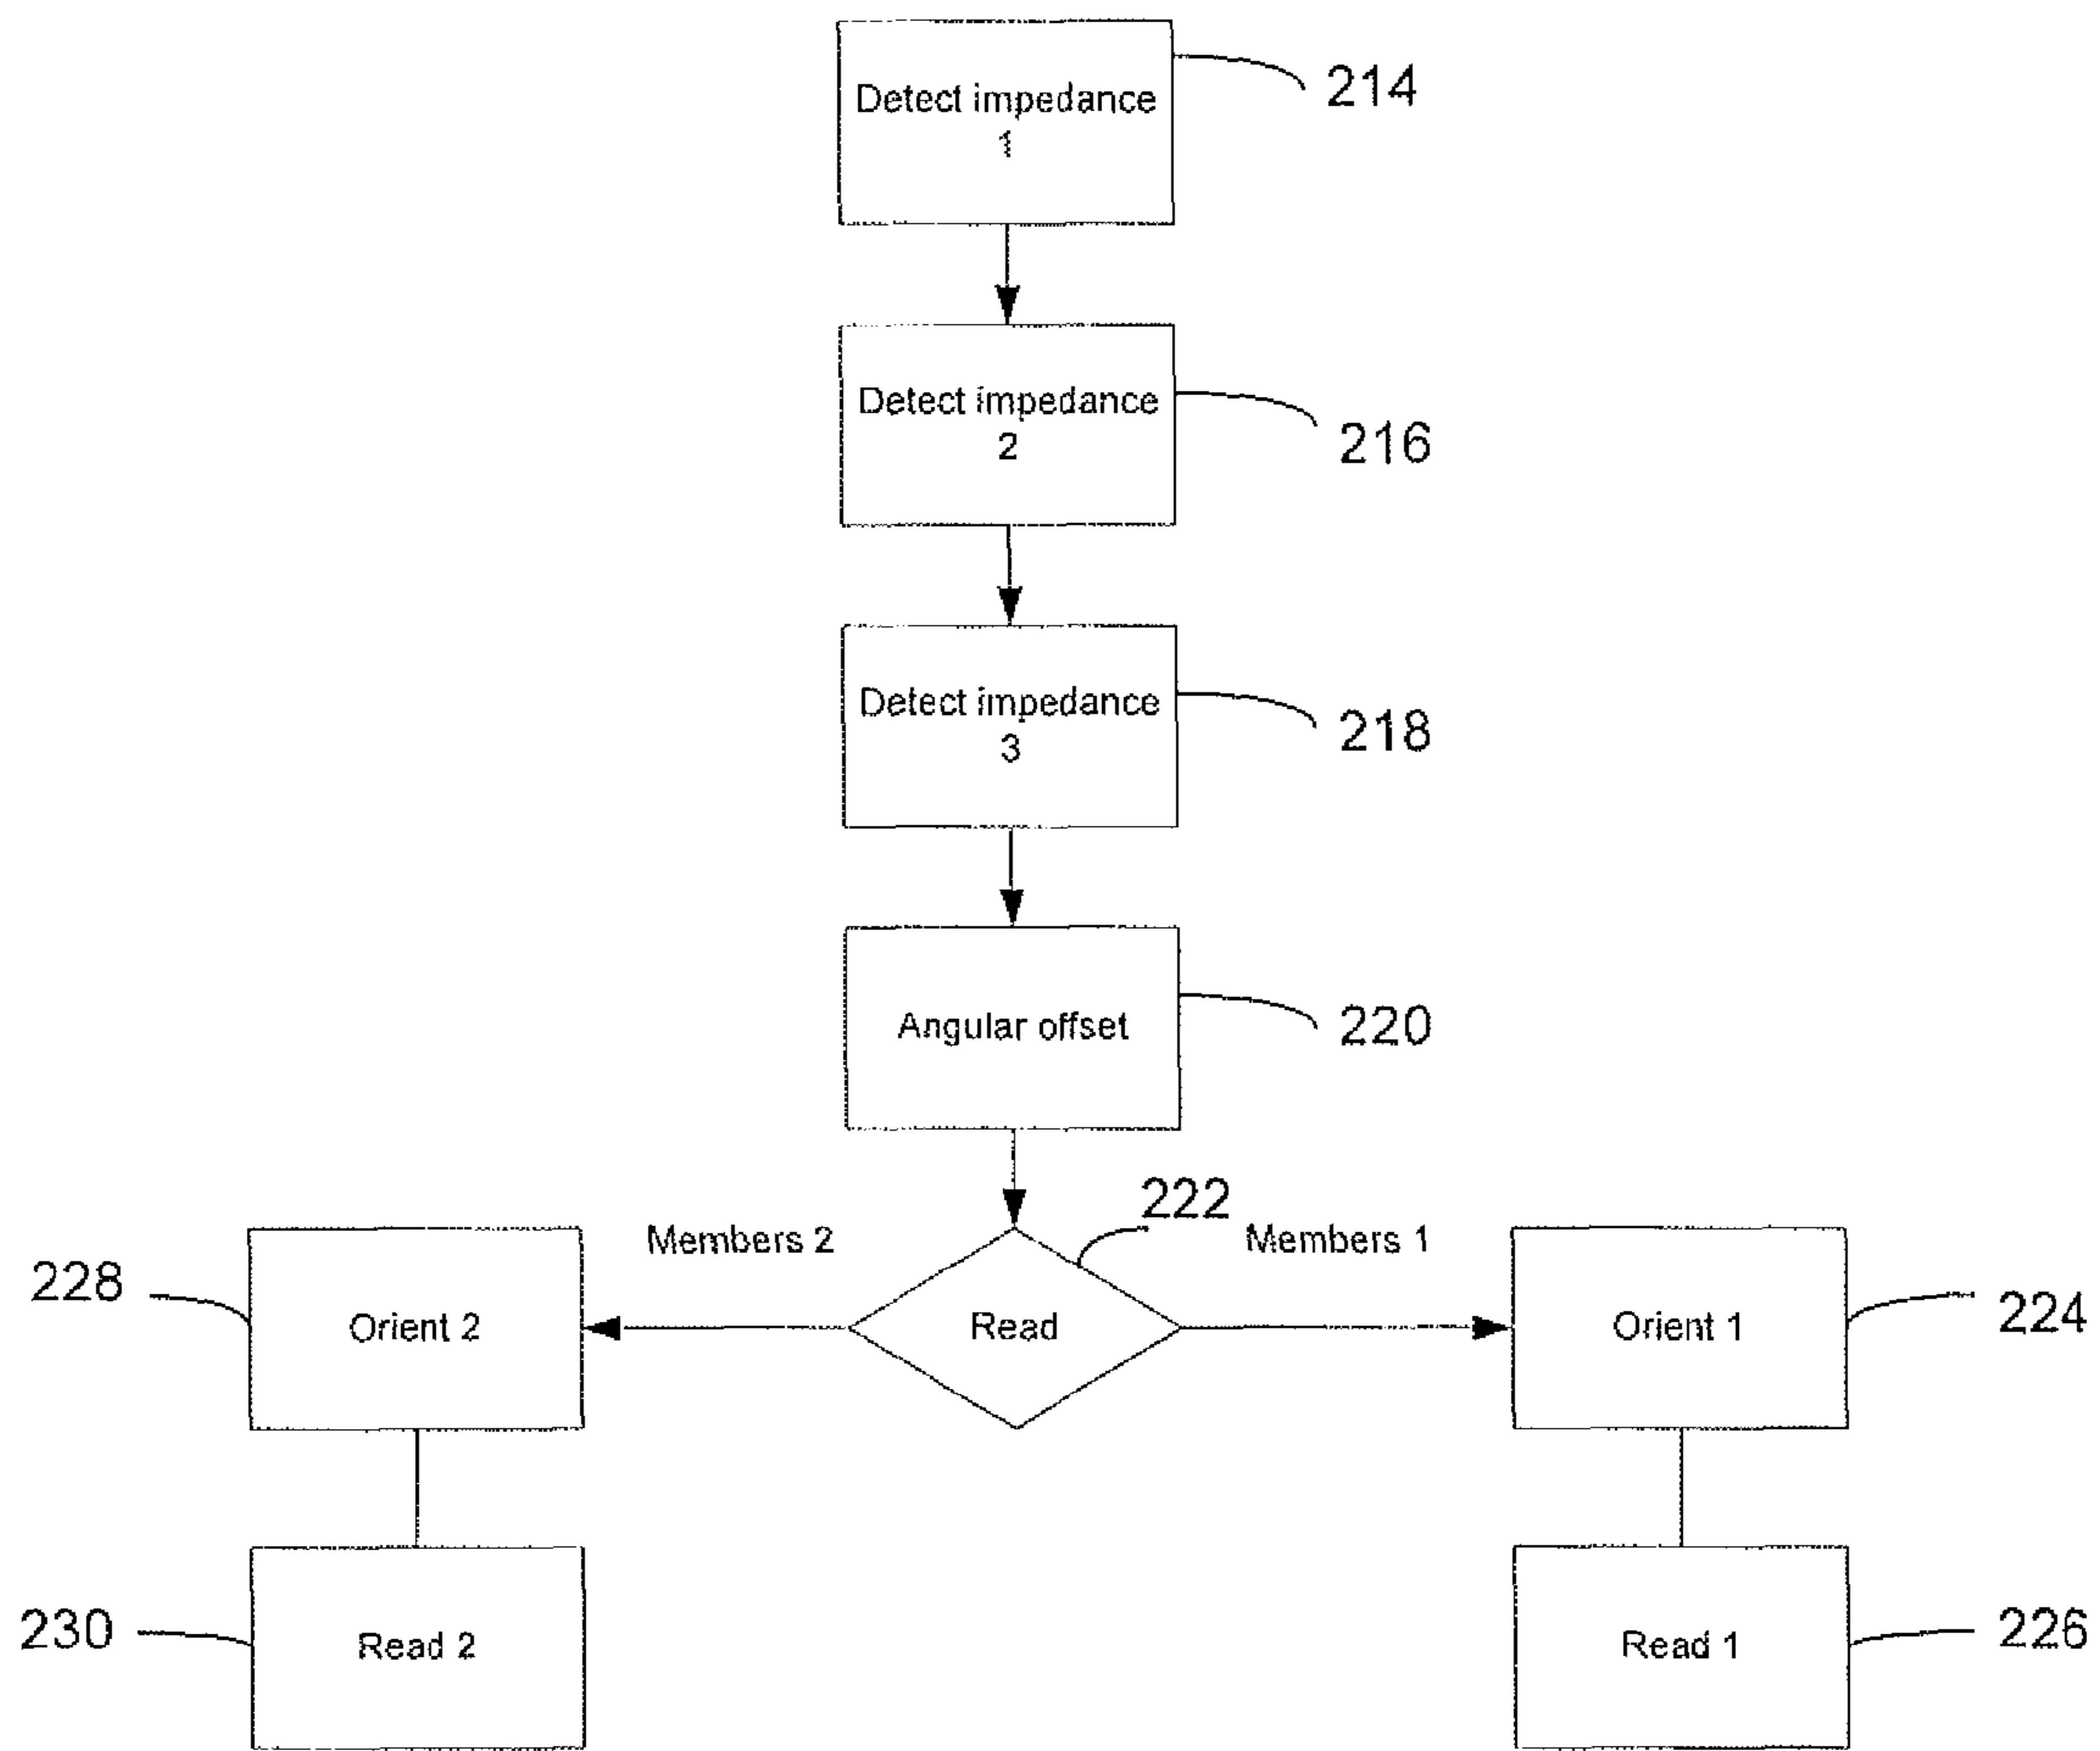 Detect impedance
1
214
Detect impedance
2
216
Detect impedance
3
218
Angular offset
220
222
Members 2
Members 1
228
Orient 2
Read
Orient 1
224
230
Read 2
Read 1
226